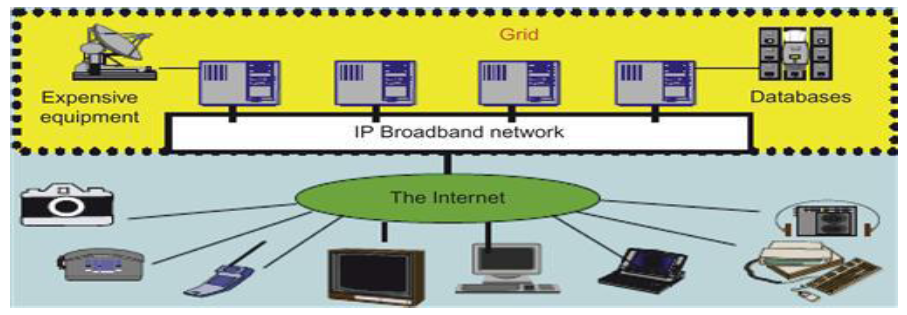 Grid
Expensive
equipment
Databases
IP Broadband network
The Internet